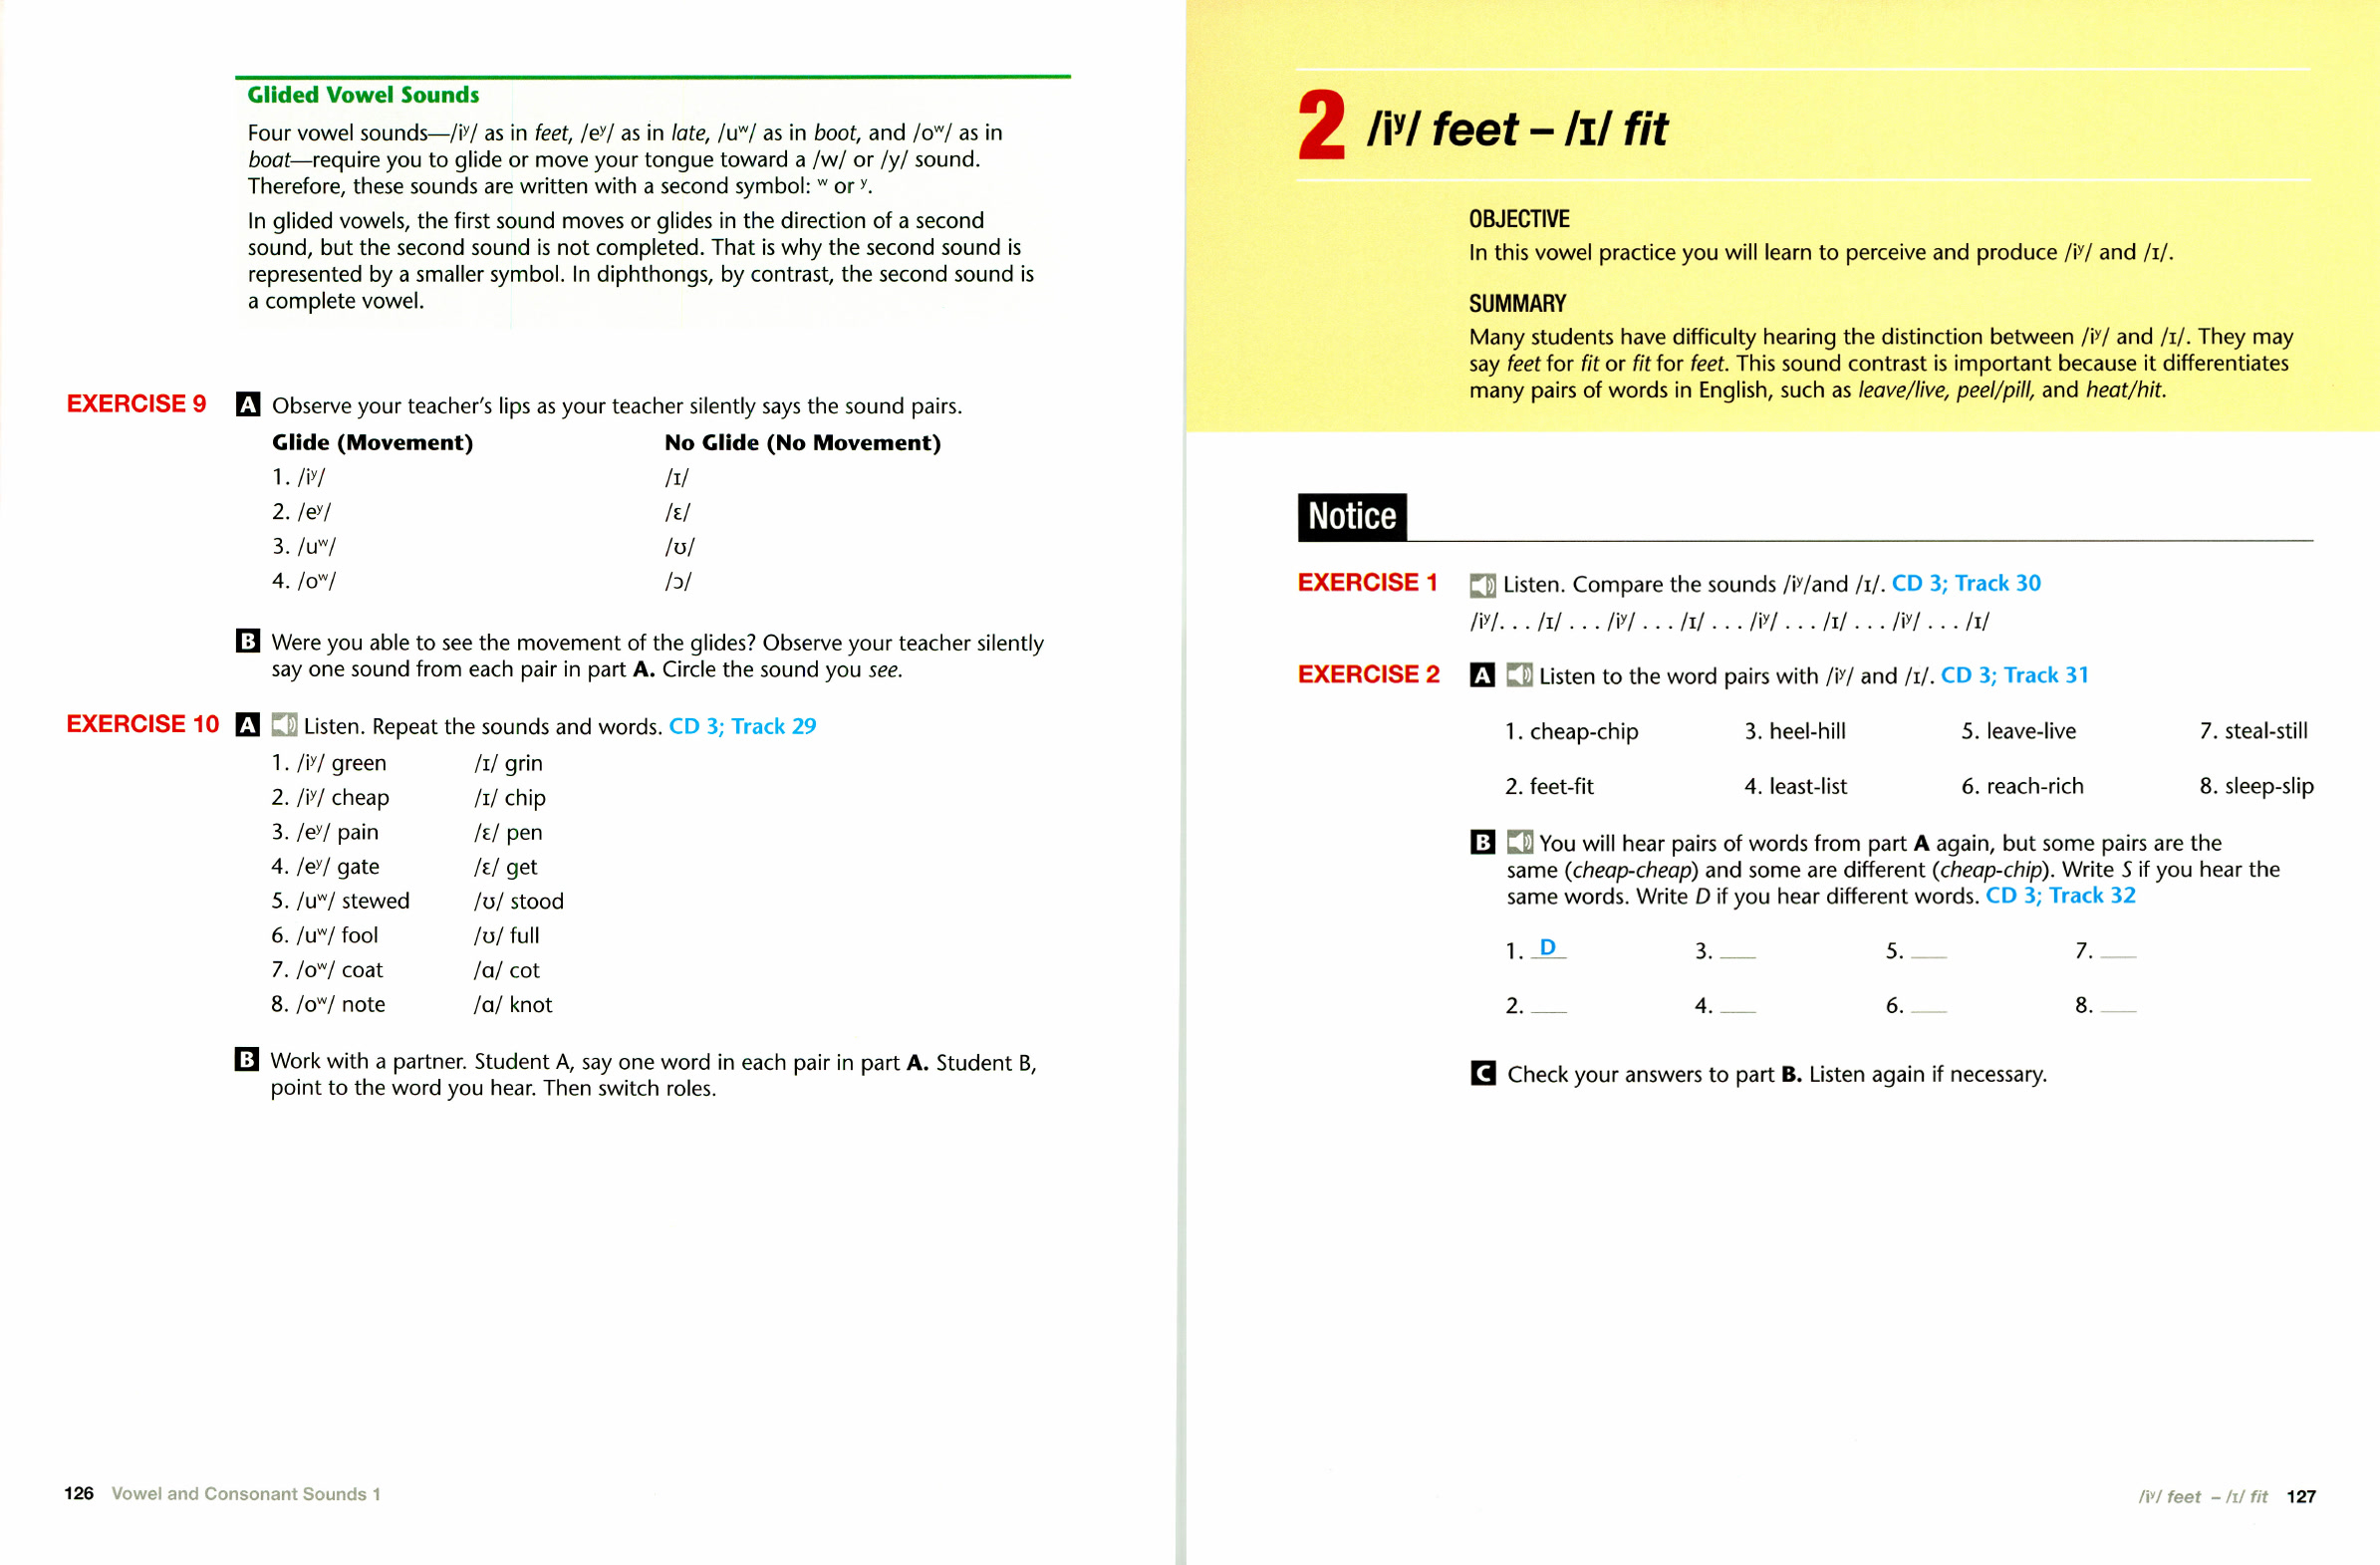 Glided Vowel Sounds
Four vowel sounds—/iʸ/ as in feet, /eʸ/ as in late, /uʷ/ as in boot, and /oʷ/ as in
boat—require you to glide or move your tongue toward a /w/ or /y/ sound.
Therefore, these sounds are written with a second symbol: ʷ or ʸ.
In glided vowels, the first sound moves or glides in the direction of a second
sound, but the second sound is not completed. That is why the second sound is
represented by a smaller symbol. In diphthongs, by contrast, the second sound is
a complete vowel.
EXERCISE 9 A Observe your teacher's lips as your teacher silently says the sound pairs.
Glide (Movement) No Glide (No Movement)
1. /iʸ/ /ɪ/
2. /eʸ/ /ɛ/
3. /uʷ/ /ʊ/
4. /oʷ/ /ɔ/
B Were you able to see the movement of the glides? Observe your teacher silently
say one sound from each pair in part A. Circle the sound you see.
EXERCISE 10 A Listen. Repeat the sounds and words. CD 3; Track 29
1. /iʸ/ green /ɪ/ grin
2. /iʸ/ cheap /ɪ/ chip
3. /eʸ/ pain /ɛ/ pen
4. /eʸ/ gate /ɛ/ get
5. /uʷ/ stewed /ʊ/ stood
6. /uʷ/ fool /ʊ/ full
7. /oʷ/ coat /ɑ/ cot
8. /oʷ/ note /ɑ/ knot
B Work with a partner. Student A, say one word in each pair in part A. Student B,
point to the word you hear. Then switch roles.
126 Vowel and Consonant Sounds 1
2 /iʸ/ feet – /ɪ/ fit
OBJECTIVE
In this vowel practice you will learn to perceive and produce /iʸ/ and /ɪ/.
SUMMARY
Many students have difficulty hearing the distinction between /iʸ/ and /ɪ/. They may
say feet for fit or fit for feet. This sound contrast is important because it differentiates
many pairs of words in English, such as leave/live, peel/pill, and heat/hit.
Notice
EXERCISE 1 Listen. Compare the sounds /iʸ/and /ɪ/. CD 3; Track 30
/iʸ/. . . /ɪ/ . . . /iʸ/ . . . /ɪ/ . . . /iʸ/ . . . /ɪ/ . . . /iʸ/ . . . /ɪ/
EXERCISE 2 A Listen to the word pairs with /iʸ/ and /ɪ/. CD 3; Track 31
1. cheap-chip 3. heel-hill 5. leave-live 7. steal-still
2. feet-fit 4. least-list 6. reach-rich 8. sleep-slip
B You will hear pairs of words from part A again, but some pairs are the
same (cheap-cheap) and some are different (cheap-chip). Write S if you hear the
same words. Write D if you hear different words. CD 3; Track 32
1. D 3. ___ 5. ___ 7. ___
2. ___ 4. ___ 6. ___ 8. ___
C Check your answers to part B. Listen again if necessary.
/iʸ/ feet – /ɪ/ fit 127